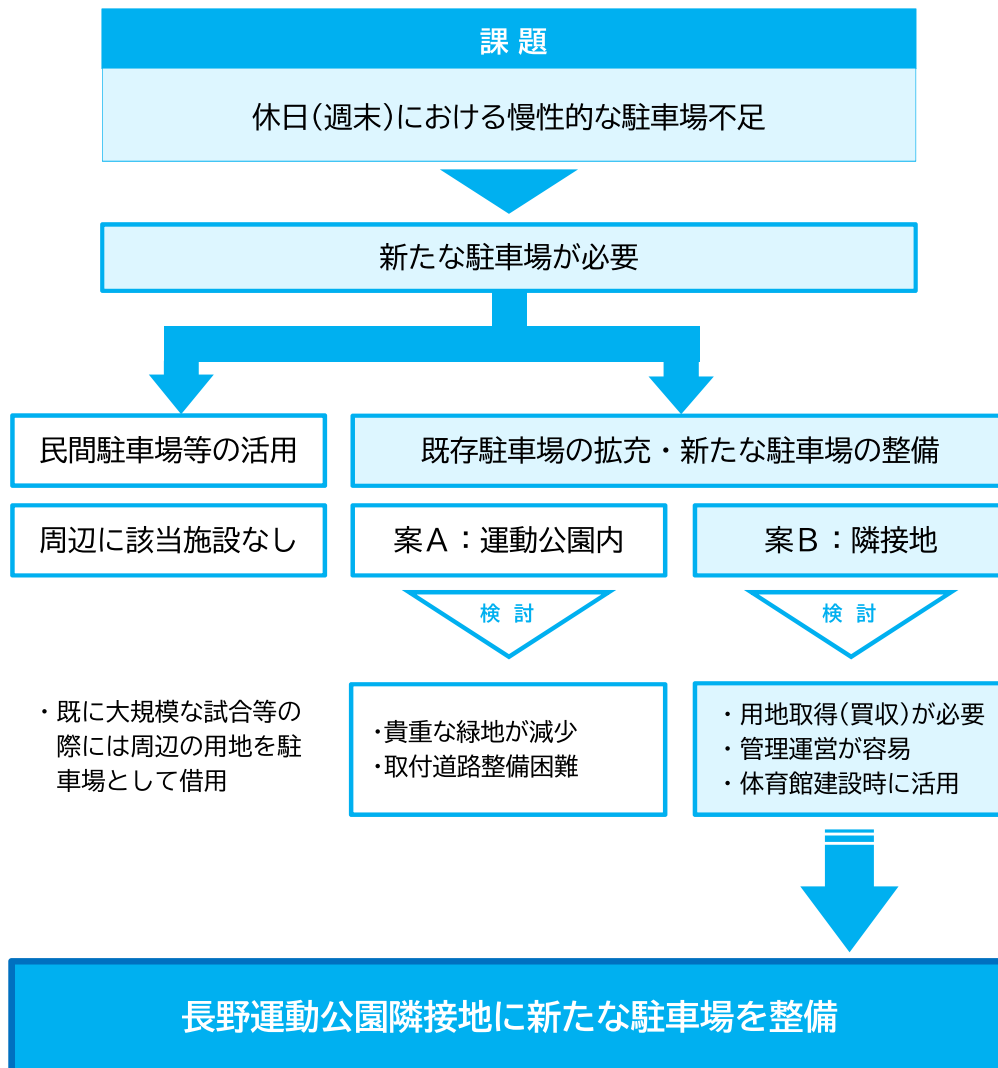 課 題
休日（週末）における慢性的な駐車場不足
新たな駐車場が必要
民間駐車場等の活用
既存駐車場の拡充・新たな駐車場の整備
周辺に該当施設なし
案Ａ：運動公園内
案Ｂ：隣接地
検 討
検 討
・既に大規模な試合等の
際には周辺の用地を駐
車場として借用
・貴重な緑地が減少
・取付道路整備困難
・用地取得（買収）が必要
・管理運営が容易
・体育館建設時に活用
長野運動公園隣接地に新たな駐車場を整備